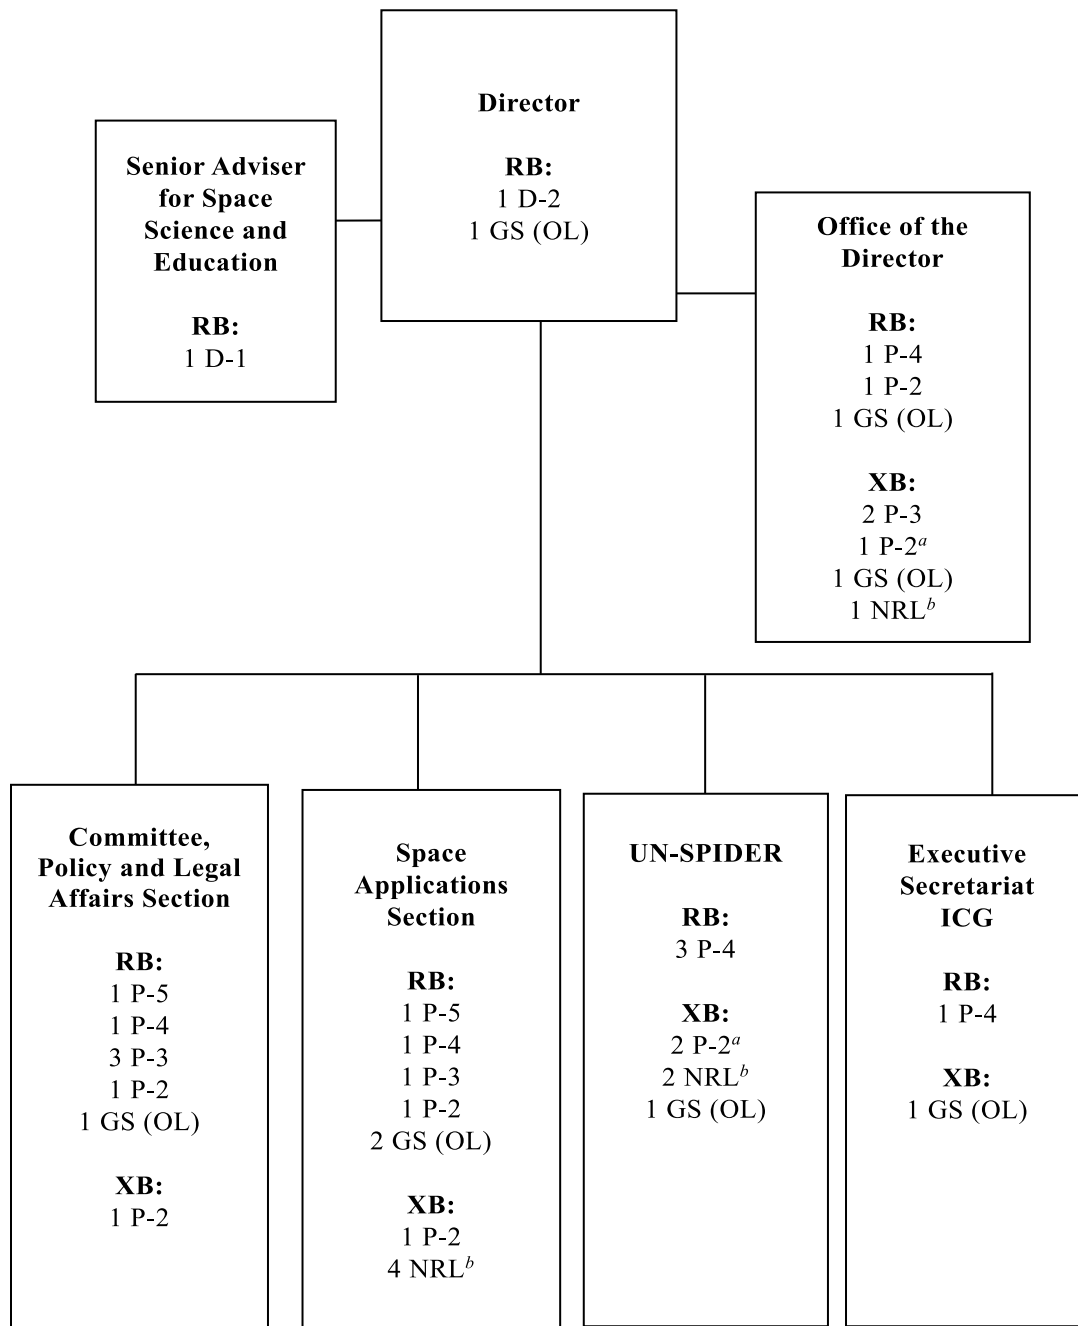 Director
RB:
1 D-2
1 GS (OL)
Senior Adviser
for Space
Science and
Education
RB:
1 D-1
Office of the
Director
RB:
1 P-4
1 P-2
1 GS (OL)
XB:
2 P-3
1 P-2a
1 GS (OL)
1 NRLb
Committee,
Policy and Legal
Affairs Section
RB:
1 P-5
1 P-4
3 P-3
1 P-2
1 GS (OL)
XB:
1 P-2
Space
Applications
Section
RB:
1 P-5
1 P-4
1 P-3
1 P-2
2 GS (OL)
XB:
1 P-2
4 NRLb
UN-SPIDER
RB:
3 P-4
XB:
2 P-2a
2 NRLb
1 GS (OL)
Executive
Secretariat
ICG
RB:
1 P-4
XB:
1 GS (OL)